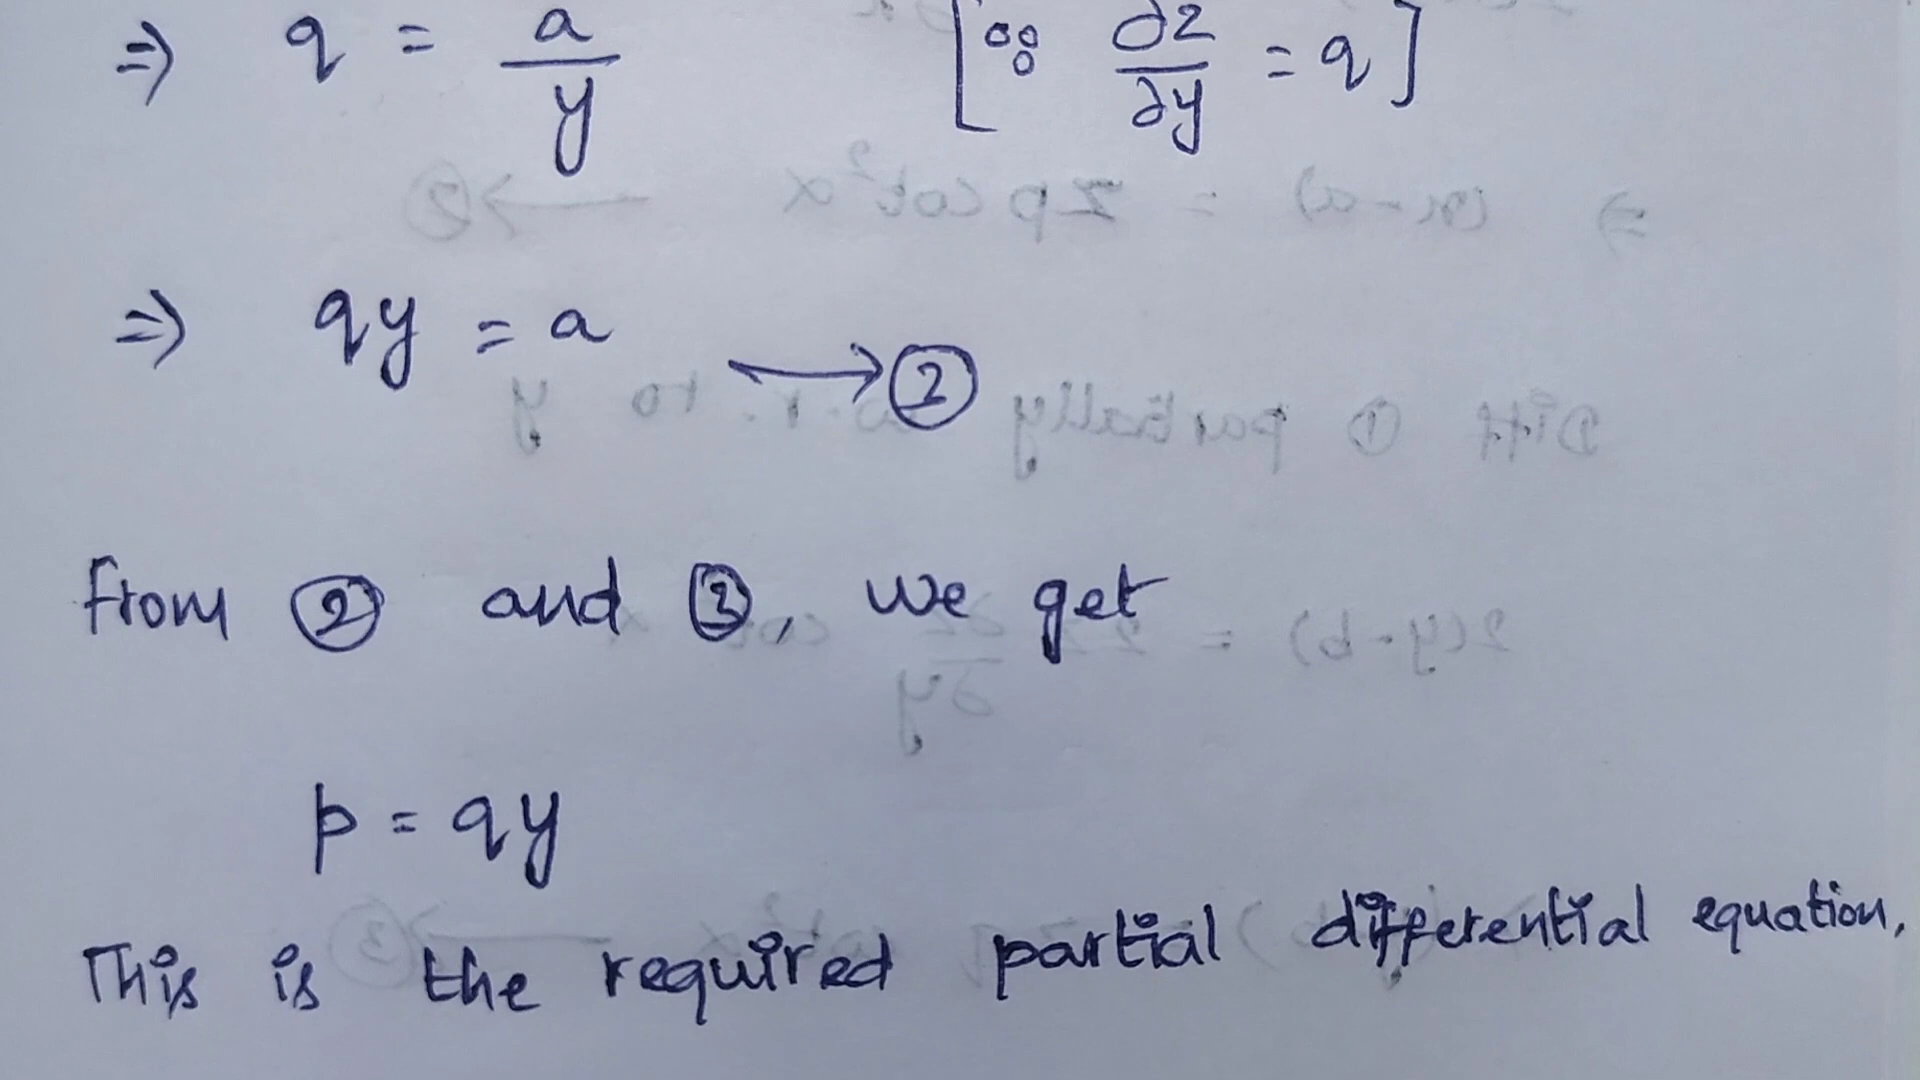 ⇒ q = a/y [∵ ∂z/∂y = q]
⇒ qy = a ⟶ ②
from ② and ③, we get
p = qy
This is the required partial differential equation.